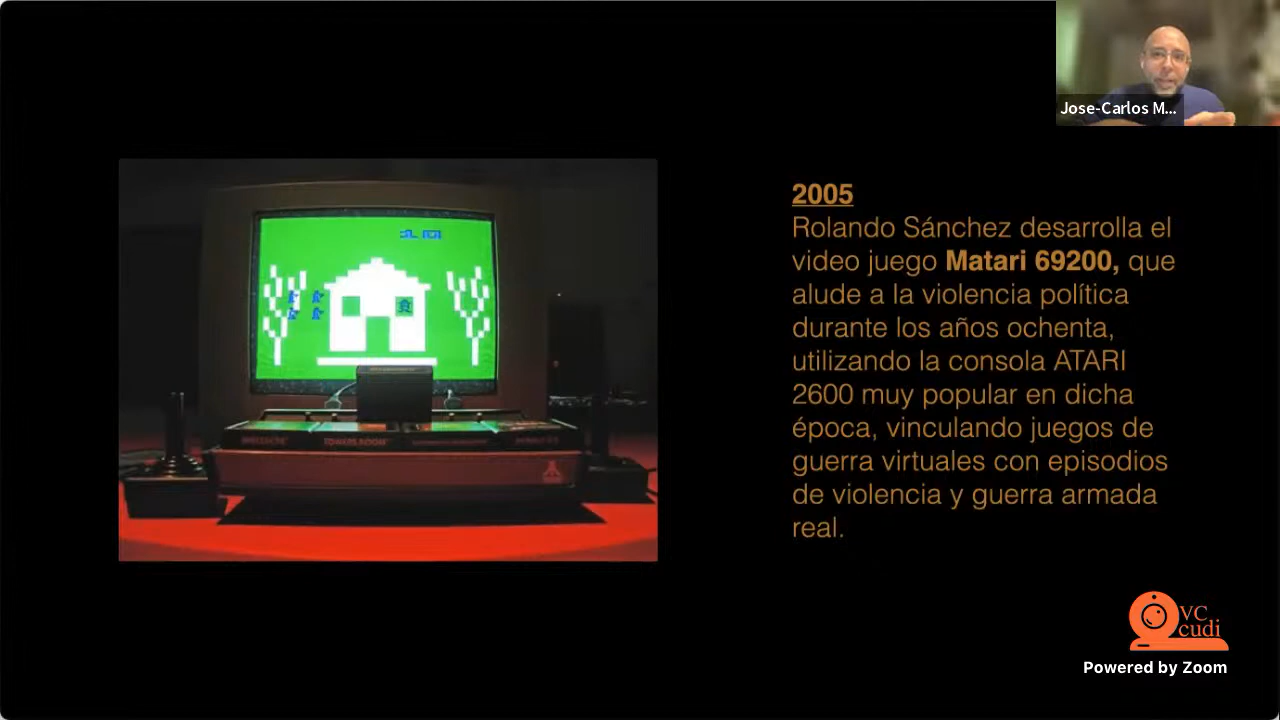 Jose-Carlos M...
2005
Rolando Sánchez desarrolla el
video juego Matari 69200, que
alude a la violencia política
durante los años ochenta,
utilizando la consola ATARI
2600 muy popular en dicha
época, vinculando juegos de
guerra virtuales con episodios
de violencia y guerra armada
real.
VC
cudi
Powered by Zoom